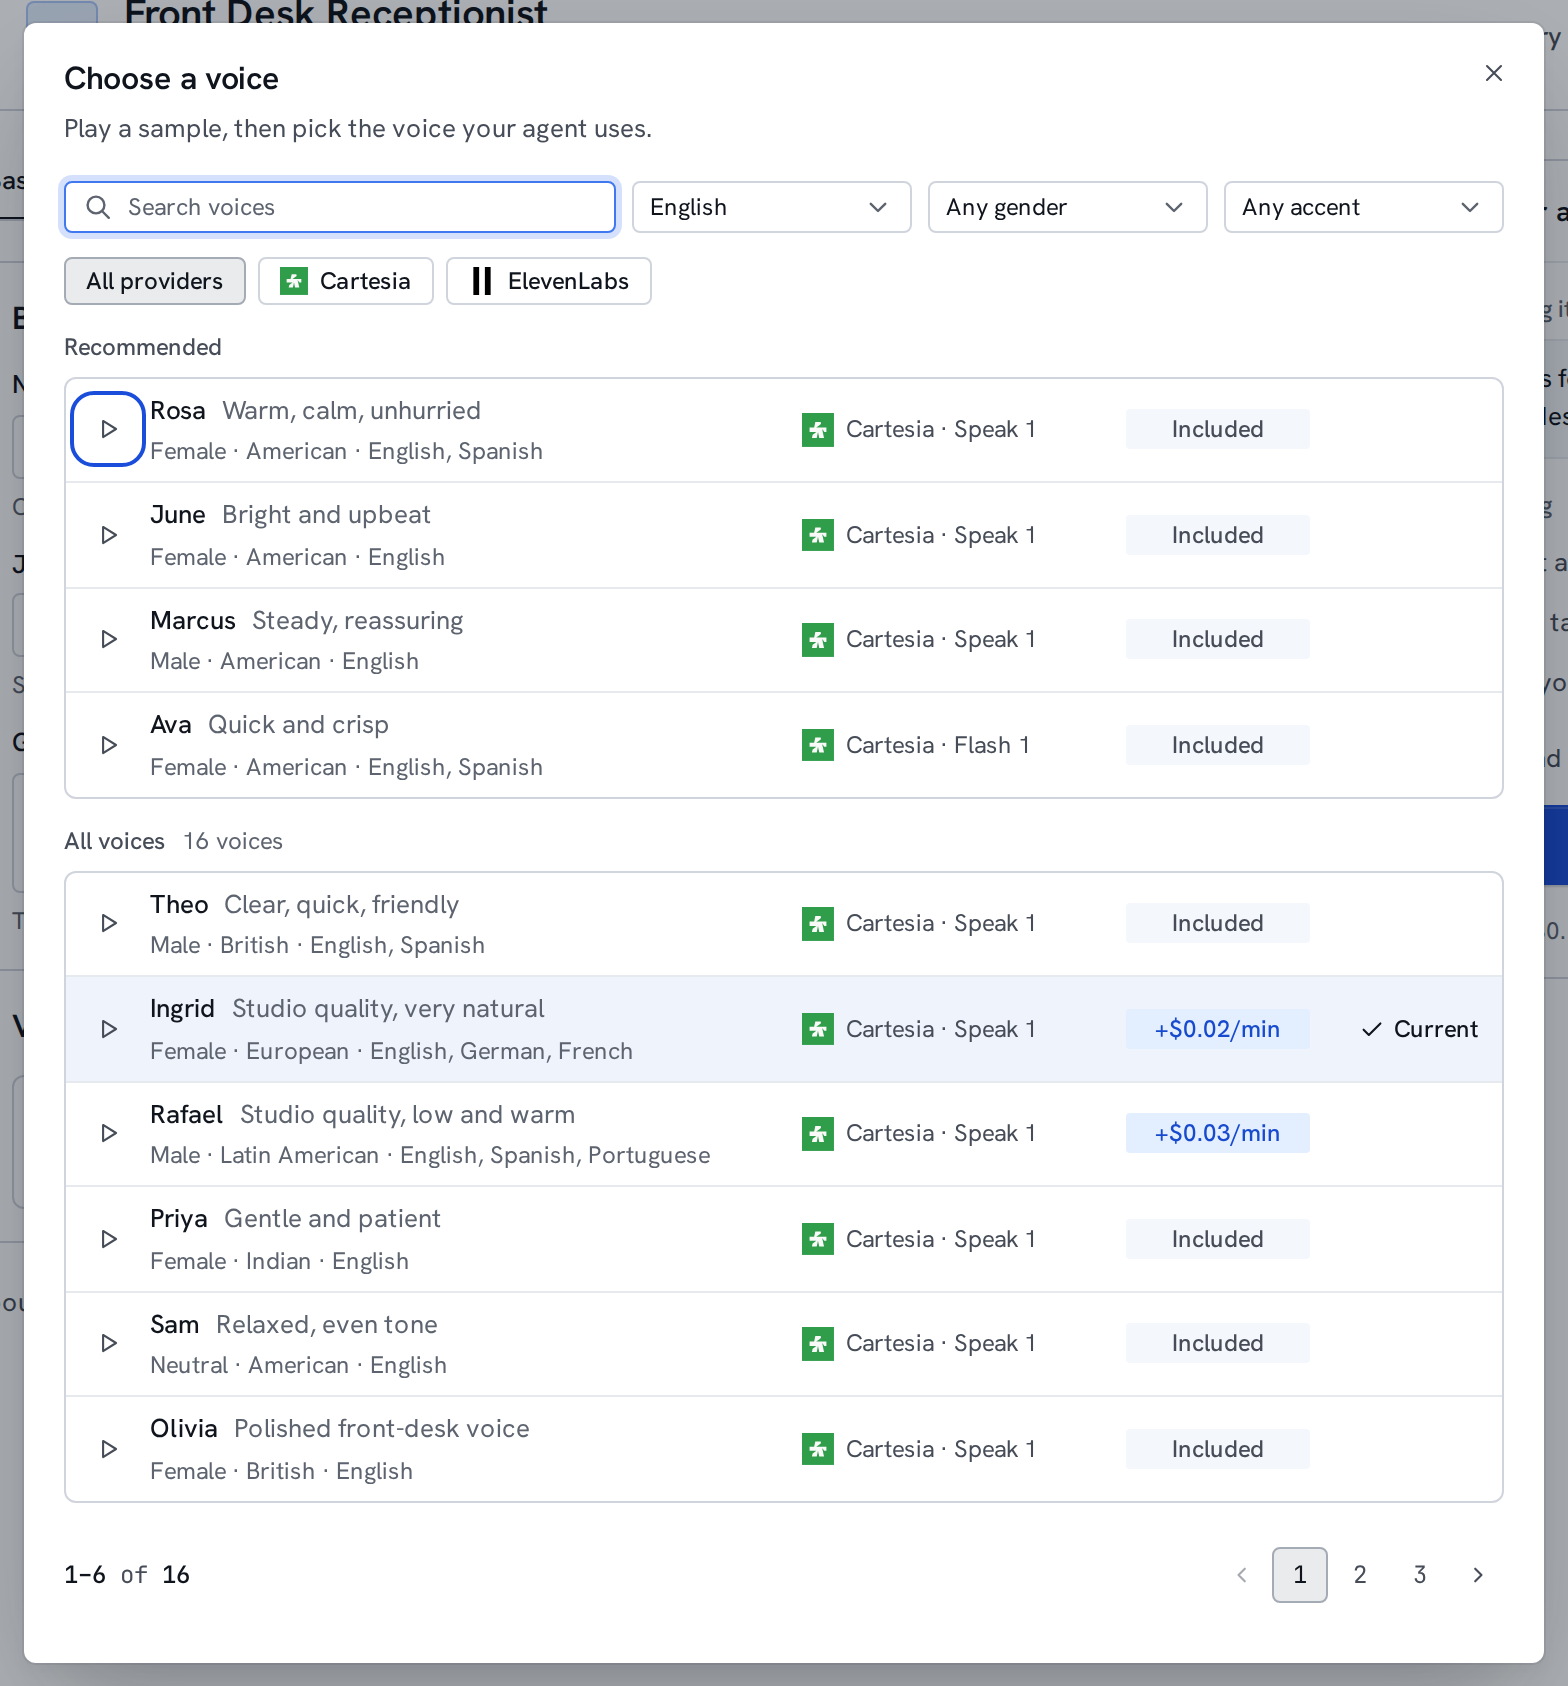 Front Desk Receptionist
Choose a voice
Play a sample, then pick the voice your agent uses.
Search voices
English
Any gender
Any accent
All providers
Cartesia
ElevenLabs
Recommended
Rosa Warm, calm, unhurried
Female · American · English, Spanish
Cartesia · Speak 1
Included
June Bright and upbeat
Female · American · English
Cartesia · Speak 1
Included
Marcus Steady, reassuring
Male · American · English
Cartesia · Speak 1
Included
Ava Quick and crisp
Female · American · English, Spanish
Cartesia · Flash 1
Included
All voices 16 voices
Theo Clear, quick, friendly
Male · British · English, Spanish
Cartesia · Speak 1
Included
Ingrid Studio quality, very natural
Female · European · English, German, French
Cartesia · Speak 1
+$0.02/min
Current
Rafael Studio quality, low and warm
Male · Latin American · English, Spanish, Portuguese
Cartesia · Speak 1
+$0.03/min
Priya Gentle and patient
Female · Indian · English
Cartesia · Speak 1
Included
Sam Relaxed, even tone
Neutral · American · English
Cartesia · Speak 1
Included
Olivia Polished front-desk voice
Female · British · English
Cartesia · Speak 1
Included
1–6 of 16
1
2
3